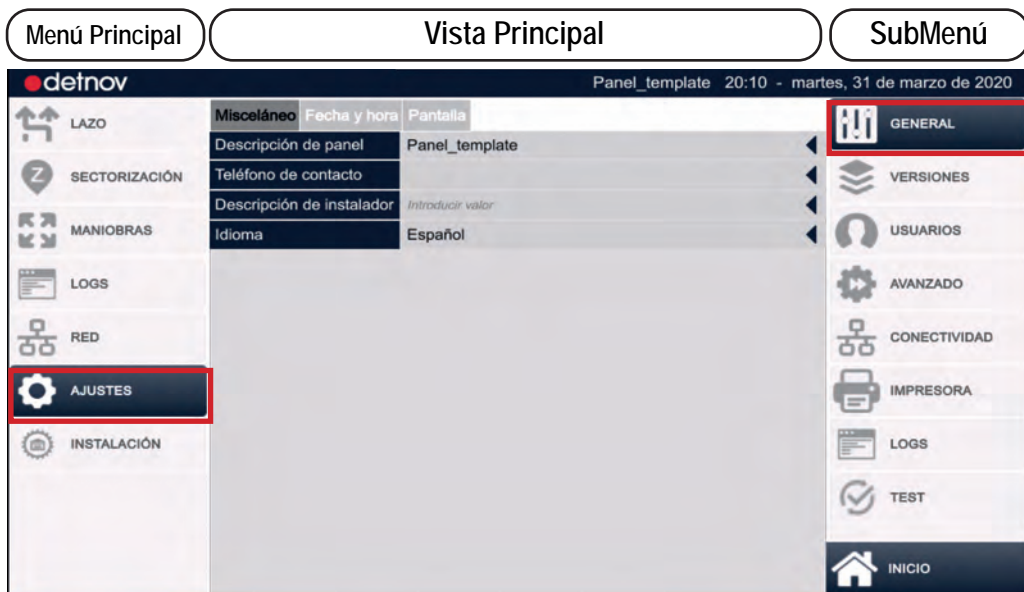 Menú Principal
Vista Principal
SubMenú
detnov
Panel_template 20:10 - martes, 31 de marzo de 2020
LAZO
SECTORIZACIÓN
MANIOBRAS
LOGS
RED
AJUSTES
INSTALACIÓN
Misceláneo Fecha y hora Pantalla
Descripción de panel Panel_template
Teléfono de contacto
Descripción de instalador Introducir valor
Idioma Español
GENERAL
VERSIONES
USUARIOS
AVANZADO
CONECTIVIDAD
IMPRESORA
LOGS
TEST
INICIO